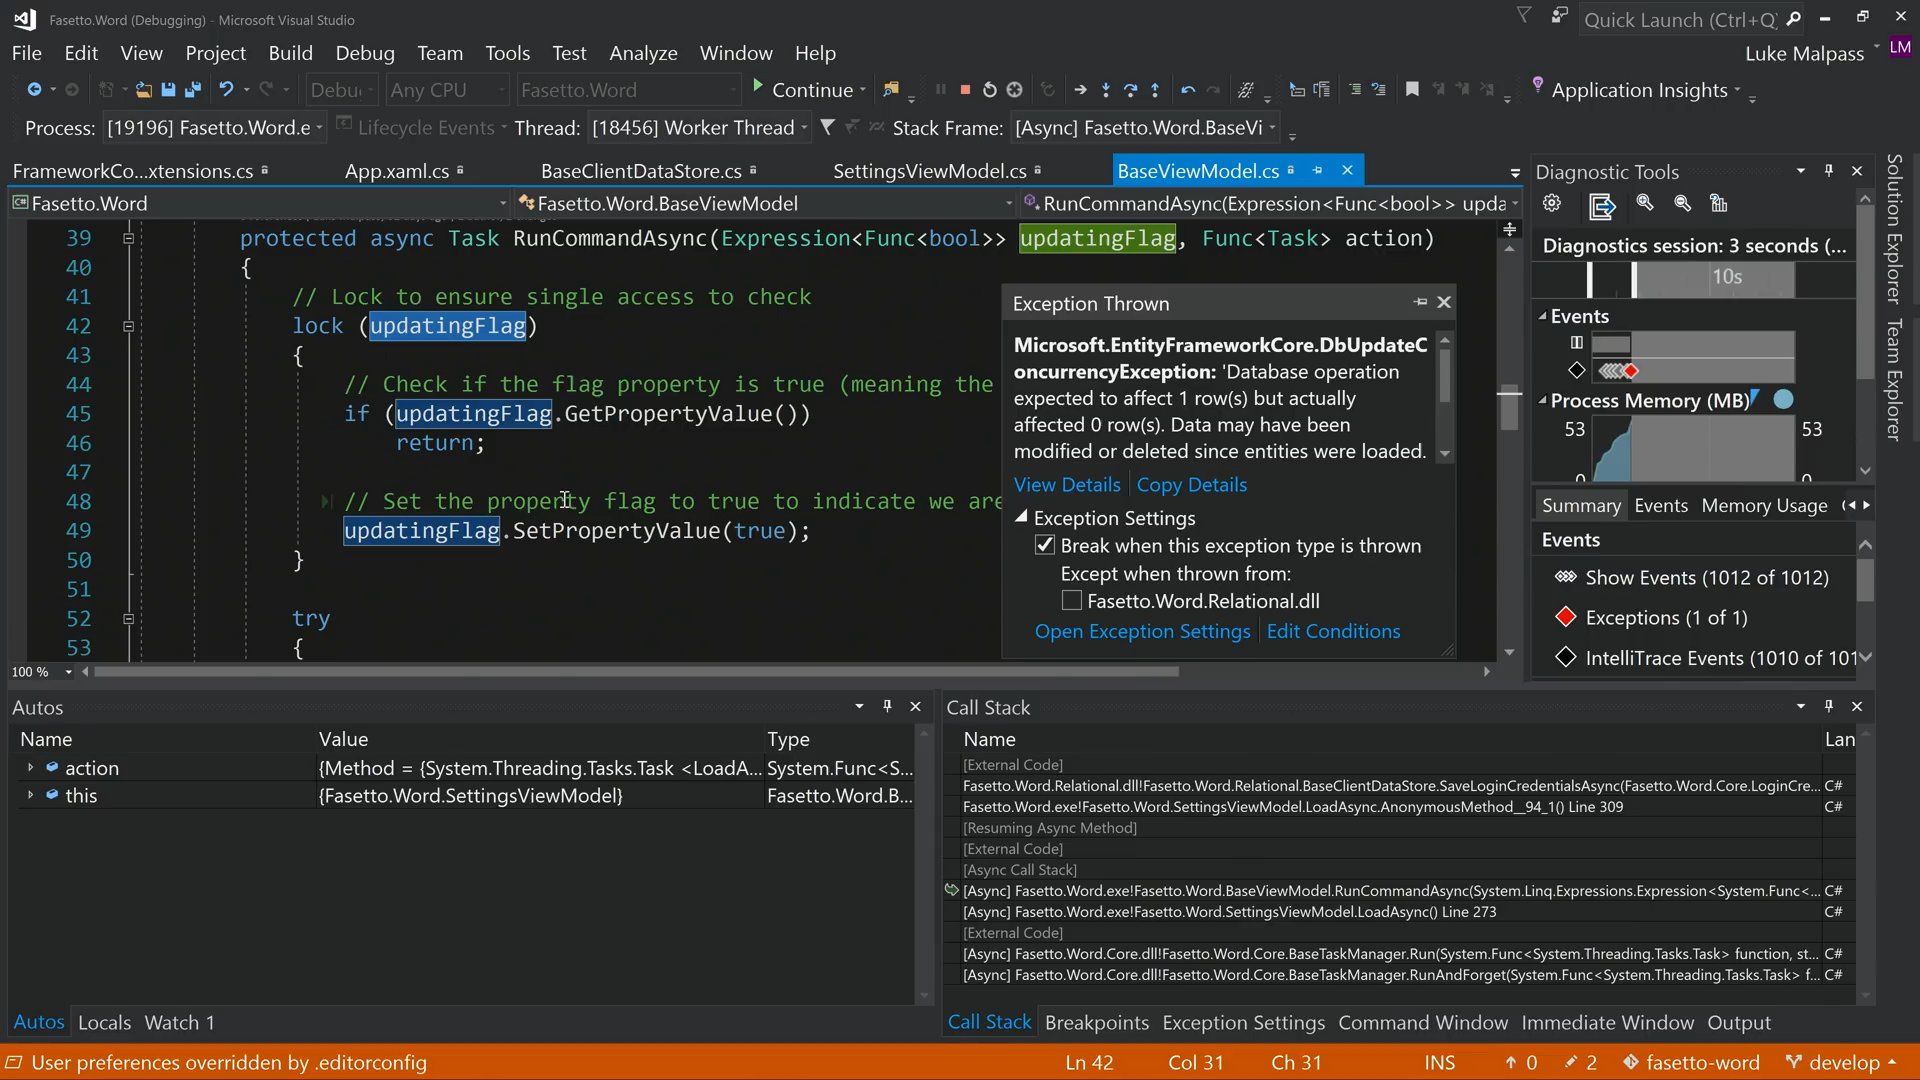 Fasetto.Word (Debugging) - Microsoft Visual Studio
Quick Launch (Ctrl+Q)
File Edit View Project Build Debug Team Tools Test Analyze Window Help
Luke Malpass LM
Debu Any CPU Fasetto.Word Continue Application Insights
Process: [19196] Fasetto.Word.e Lifecycle Events Thread: [18456] Worker Thread Stack Frame: [Async] Fasetto.Word.BaseVi
FrameworkCo...xtensions.cs App.xaml.cs BaseClientDataStore.cs SettingsViewModel.cs BaseViewModel.cs
Fasetto.Word Fasetto.Word.BaseViewModel RunCommandAsync(Expression<Func<bool>> upda
39 protected async Task RunCommandAsync(Expression<Func<bool>> updatingFlag, Func<Task> action)
40 {
41 // Lock to ensure single access to check
42 lock (updatingFlag)
43 {
44 // Check if the flag property is true (meaning the
45 if (updatingFlag.GetPropertyValue())
46 return;
47
48 // Set the property flag to true to indicate we are
49 updatingFlag.SetPropertyValue(true);
50 }
51
52 try
53 {
100 %
Exception Thrown
Microsoft.EntityFrameworkCore.DbUpdateC
oncurrencyException: 'Database operation
expected to affect 1 row(s) but actually
affected 0 row(s). Data may have been
modified or deleted since entities were loaded.
View Details Copy Details
Exception Settings
Break when this exception type is thrown
Except when thrown from:
Fasetto.Word.Relational.dll
Open Exception Settings Edit Conditions
Diagnostic Tools
Diagnostics session: 3 seconds (...
10s
Events
Process Memory (MB)
53 53
0 0
Summary Events Memory Usage
Events
Show Events (1012 of 1012)
Exceptions (1 of 1)
IntelliTrace Events (1010 of 101
Solution Explorer
Team Explorer
Autos
Name Value Type
action {Method = {System.Threading.Tasks.Task <LoadA... System.Func<S...
this {Fasetto.Word.SettingsViewModel} Fasetto.Word.B...
Autos Locals Watch 1
Call Stack
Name Lan
[External Code]
Fasetto.Word.Relational.dll!Fasetto.Word.Relational.BaseClientDataStore.SaveLoginCredentialsAsync(Fasetto.Word.Core.LoginCre... C#
Fasetto.Word.exe!Fasetto.Word.SettingsViewModel.LoadAsync.AnonymousMethod__94_1() Line 309 C#
[Resuming Async Method]
[External Code]
[Async Call Stack]
[Async] Fasetto.Word.exe!Fasetto.Word.BaseViewModel.RunCommandAsync(System.Linq.Expressions.Expression<System.Func<... C#
[Async] Fasetto.Word.exe!Fasetto.Word.SettingsViewModel.LoadAsync() Line 273 C#
[External Code]
[Async] Fasetto.Word.Core.dll!Fasetto.Word.Core.BaseTaskManager.Run(System.Func<System.Threading.Tasks.Task> function, st... C#
[Async] Fasetto.Word.Core.dll!Fasetto.Word.Core.BaseTaskManager.RunAndForget(System.Func<System.Threading.Tasks.Task> f... C#
Call Stack Breakpoints Exception Settings Command Window Immediate Window Output
User preferences overridden by .editorconfig Ln 42 Col 31 Ch 31 INS 0 2 fasetto-word develop